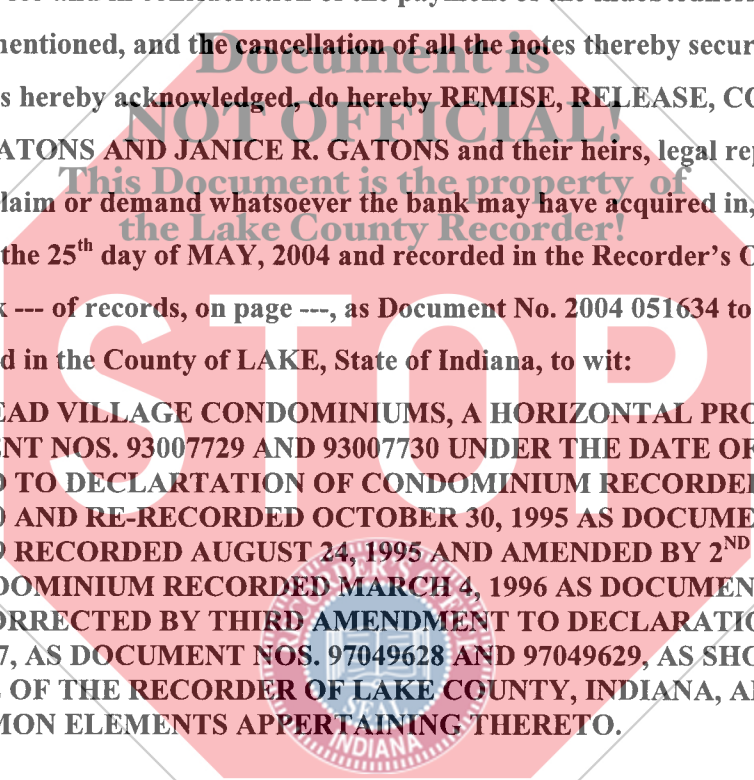 mentioned, and the cancellation of all the notes thereby secur
Document is
s hereby acknowledged, do hereby REMISE, RELEASE, CO
NOT OFFICIAL!
ATONS AND JANICE R. GATONS and their heirs, legal rep
This Document is the property of
laim or demand whatsoever the bank may have acquired in,
the Lake County Recorder!
the 25th day of MAY, 2004 and recorded in the Recorder's O
k --- of records, on page ---, as Document No. 2004 051634 to
d in the County of LAKE, State of Indiana, to wit:
STOP
EAD VILLAGE CONDOMINIUMS, A HORIZONTAL PRO
ENT NOS. 93007729 AND 93007730 UNDER THE DATE OF
D TO DECLARTATION OF CONDOMINIUM RECORDED
0 AND RE-RECORDED OCTOBER 30, 1995 AS DOCUME
9 RECORDED AUGUST 24, 1995 AND AMENDED BY 2ND
DOMINIUM RECORDED MARCH 4, 1996 AS DOCUMEN
ORRECTED BY THIRD AMENDMENT TO DECLARATIO
7, AS DOCUMENT NOS. 97049628 AND 97049629, AS SHO
E OF THE RECORDER OF LAKE COUNTY, INDIANA, A
MON ELEMENTS APPERTAINING THERETO.
SEAL
INDIANA